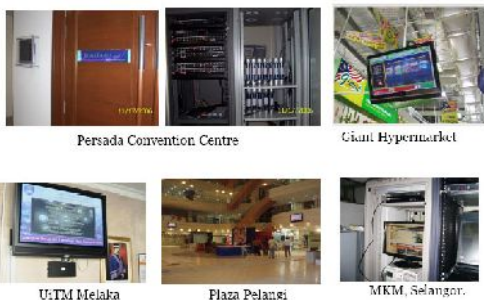 Persada Convention Centre
Giant Hypermarket
UiTM Melaka
Plaza Pelangi
MKM, Selangor.